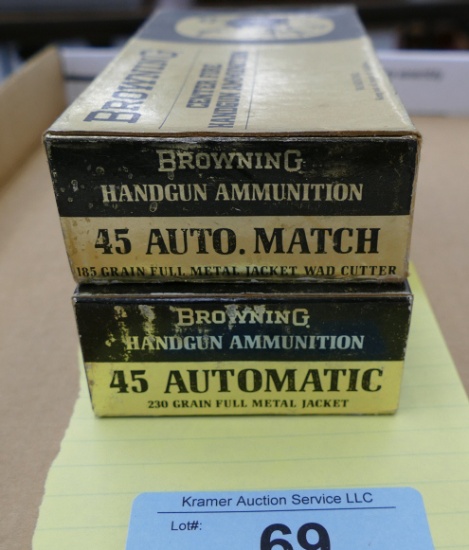 BROWNING
CENTER FIRE
HANDGUN AMMUNITION
BROWNING
HANDGUN AMMUNITION
45 AUTO. MATCH
185 GRAIN FULL METAL JACKET WAD CUTTER
BROWNING
HANDGUN AMMUNITION
45 AUTOMATIC
230 GRAIN FULL METAL JACKET
Kramer Auction Service LLC
Lot#:
69